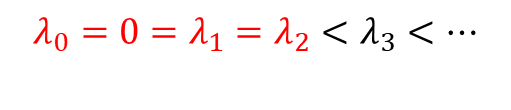 λ₀ = 0 = λ₁ = λ₂ < λ₃ < ⋯